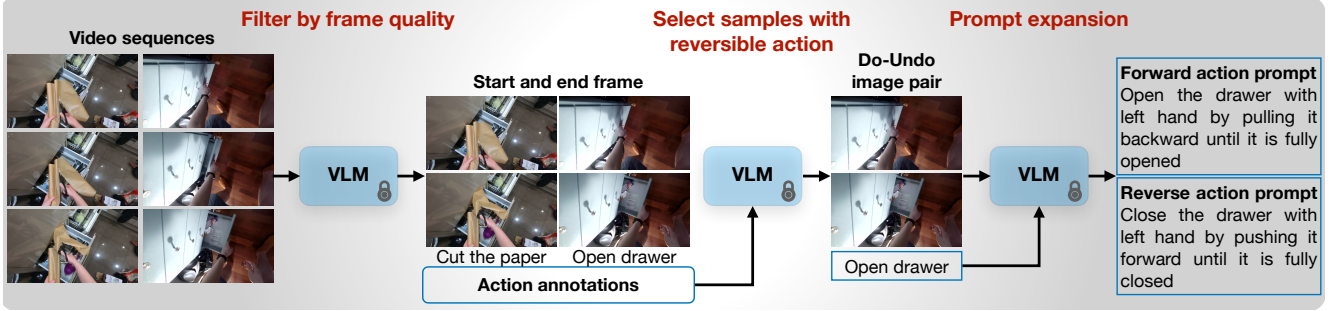 Filter by frame quality
Select samples with
reversible action
Prompt expansion
Video sequences
Start and end frame
Do-Undo
image pair
VLM
VLM
VLM
Cut the paper
Open drawer
Action annotations
Open drawer
Forward action prompt
Open the drawer with
left hand by pulling it
backward until it is fully
opened
Reverse action prompt
Close the drawer with
left hand by pushing it
forward until it is fully
closed